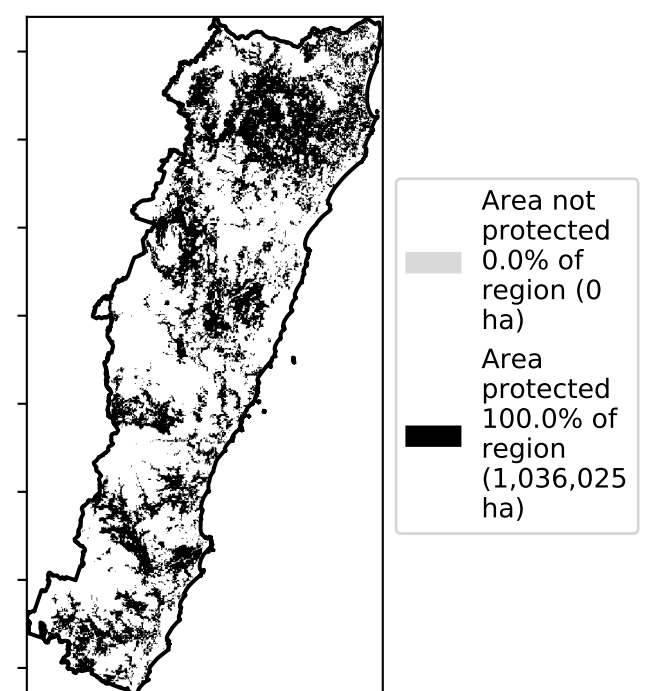 Area not
protected
0.0% of
region (0
ha)
Area
protected
100.0% of
region
(1,036,025
ha)